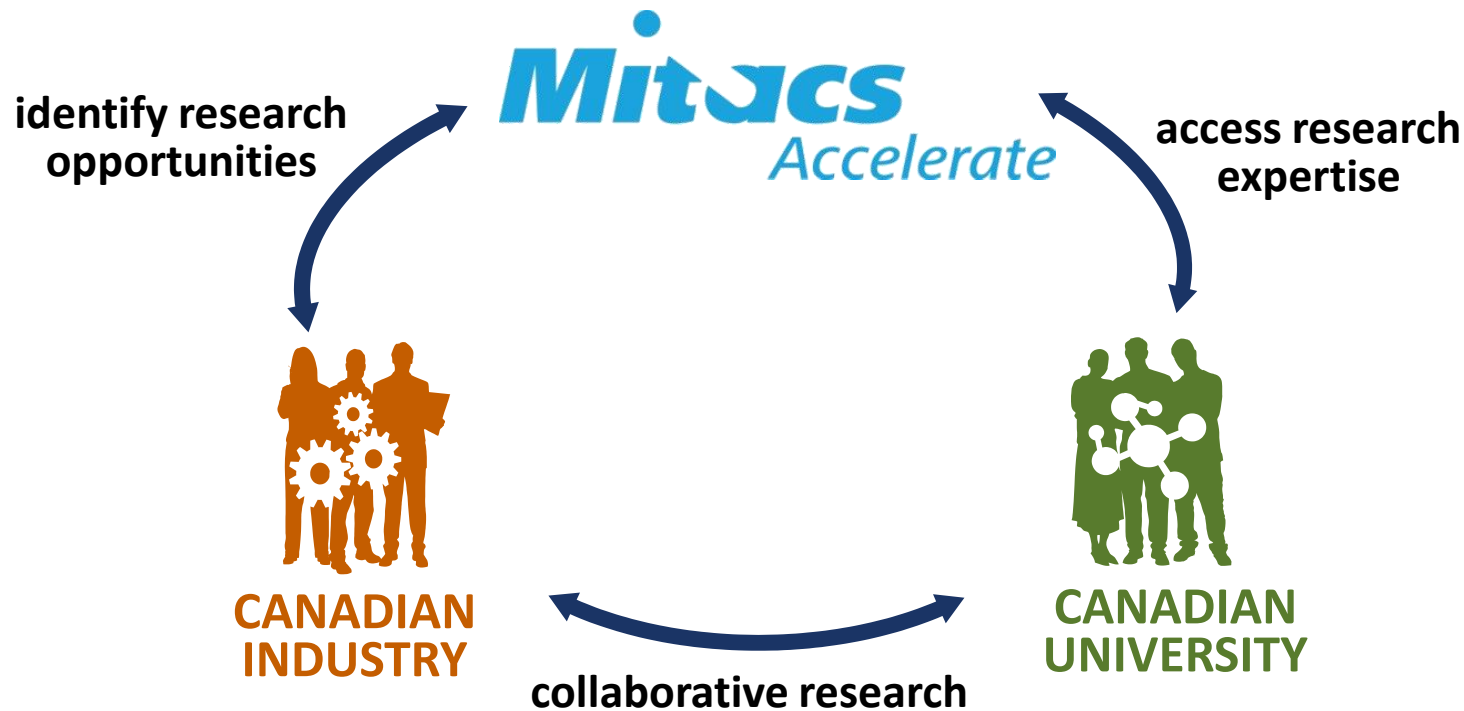 Mitacs
Accelerate
identify research
opportunities
access research
expertise
CANADIAN
INDUSTRY
CANADIAN
UNIVERSITY
collaborative research